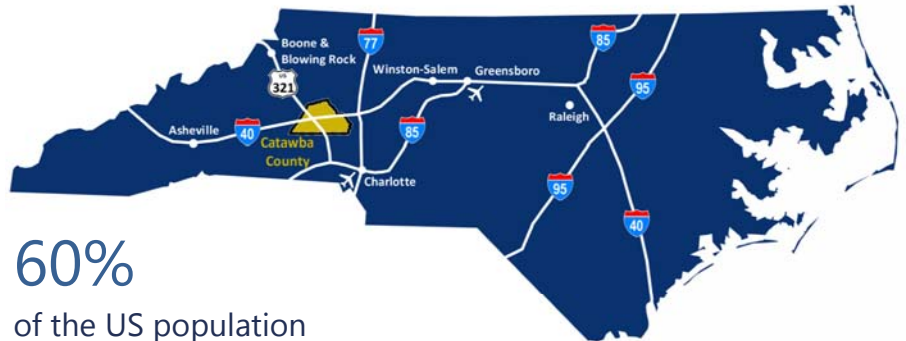 Boone &
Blowing Rock
77
85
US
321
Winston-Salem
Greensboro
95
Raleigh
Asheville
40
Catawba
County
85
Charlotte
95
40
60%
of the US population